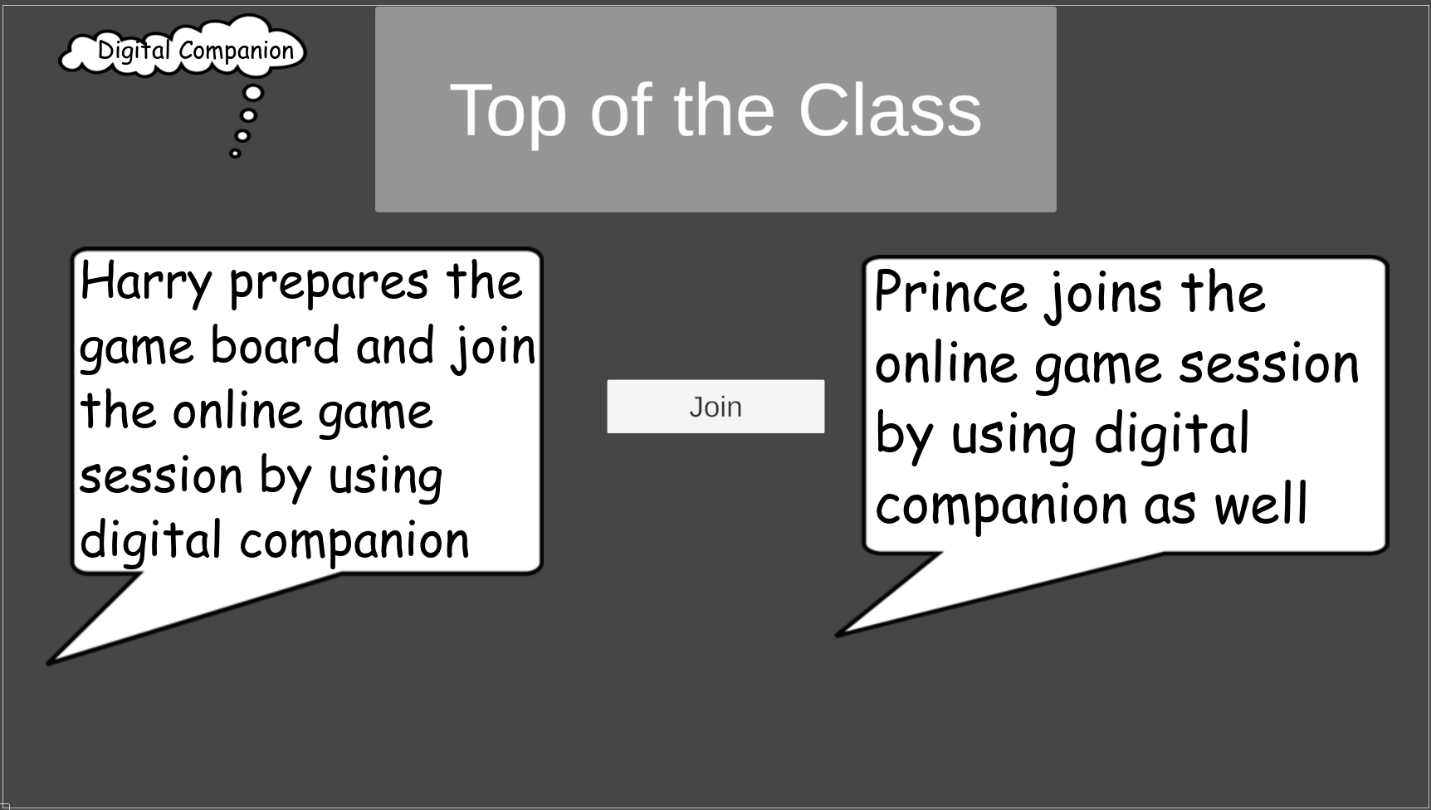 Digital Companion
Top of the Class
Harry prepares the
game board and join
the online game
session by using
digital companion
Join
Prince joins the
online game session
by using digital
companion as well